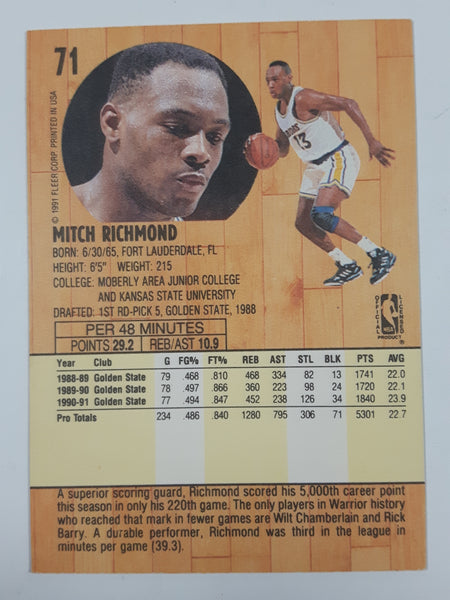 71
© 1991 FLEER CORP. PRINTED IN USA
13
MITCH RICHMOND
BORN: 6/30/65, FORT LAUDERDALE, FL
HEIGHT: 6'5" WEIGHT: 215
COLLEGE: MOBERLY AREA JUNIOR COLLEGE
AND KANSAS STATE UNIVERSITY
DRAFTED: 1ST RD-PICK 5, GOLDEN STATE, 1988
OFFICIAL LICENSED
NBA
PRODUCT
PER 48 MINUTES
POINTS 29.2 REB/AST 10.9
Year Club G FG% FT% REB AST STL BLK PTS AVG
1988-89 Golden State 79 .468 .810 468 334 82 13 1741 22.0
1989-90 Golden State 78 .497 .866 360 223 98 24 1720 22.1
1990-91 Golden State 77 .494 .847 452 238 126 34 1840 23.9
Pro Totals 234 .486 .840 1280 795 306 71 5301 22.7
A superior scoring guard, Richmond scored his 5,000th career point
this season in only his 220th game. The only players in Warrior history
who reached that mark in fewer games are Wilt Chamberlain and Rick
Barry. A durable performer, Richmond was third in the league in
minutes per game (39.3).